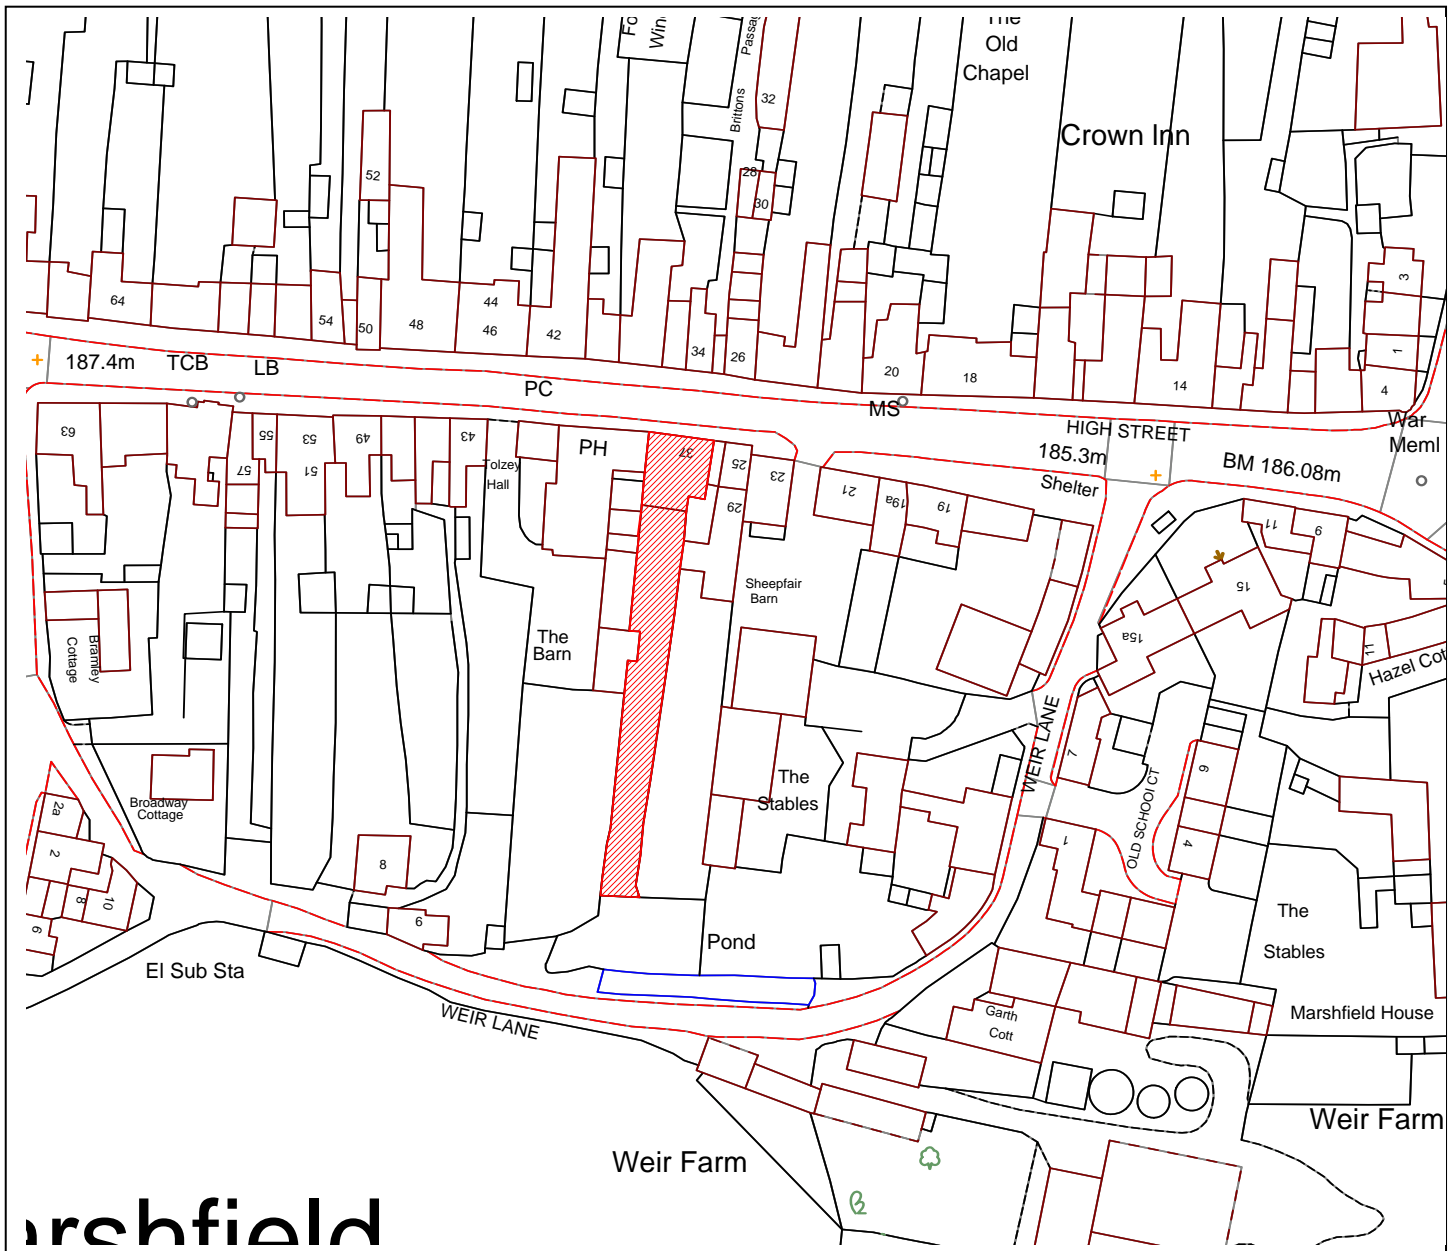 The
Old
Chapel
Passag
Win
Brittons
32
Crown Inn
52
28
30
3
64
54
50
48
44
46
42
34
26
20
18
14
1
4
187.4m
TCB
LB
PC
MS
HIGH STREET
War
Meml
185.3m
BM 186.08m
Shelter
63
55
57
53
51
49
43
Tolzey
Hall
PH
37
25
29
23
21
19a
19
11
9
15
15a
11
Hazel Cot
Sheepfair
Barn
The
Barn
Bramley
Cottage
WEIR LANE
7
OLD SCHOOL CT
6
4
1
The
Stables
Broadway
Cottage
2a
2
8
10
6
8
6
Pond
The
Stables
El Sub Sta
WEIR LANE
Garth
Cott
Marshfield House
Weir Farm
Weir Farm
arshfield